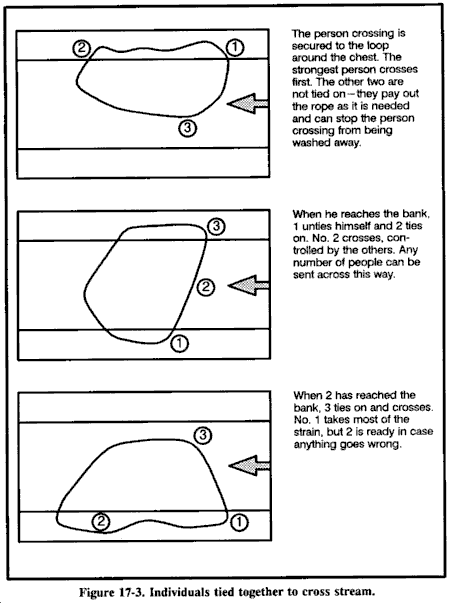 ②
①
③
The person crossing is
secured to the loop
around the chest. The
strongest person crosses
first. The other two are
not tied on—they pay out
the rope as it is needed
and can stop the person
crossing from being
washed away.
③
②
①
When he reaches the bank,
1 unties himself and 2 ties
on. No. 2 crosses, con-
trolled by the others. Any
number of people can be
sent across this way.
③
②
①
When 2 has reached the
bank, 3 ties on and crosses.
No. 1 takes most of the
strain, but 2 is ready in case
anything goes wrong.
Figure 17-3. Individuals tied together to cross stream.